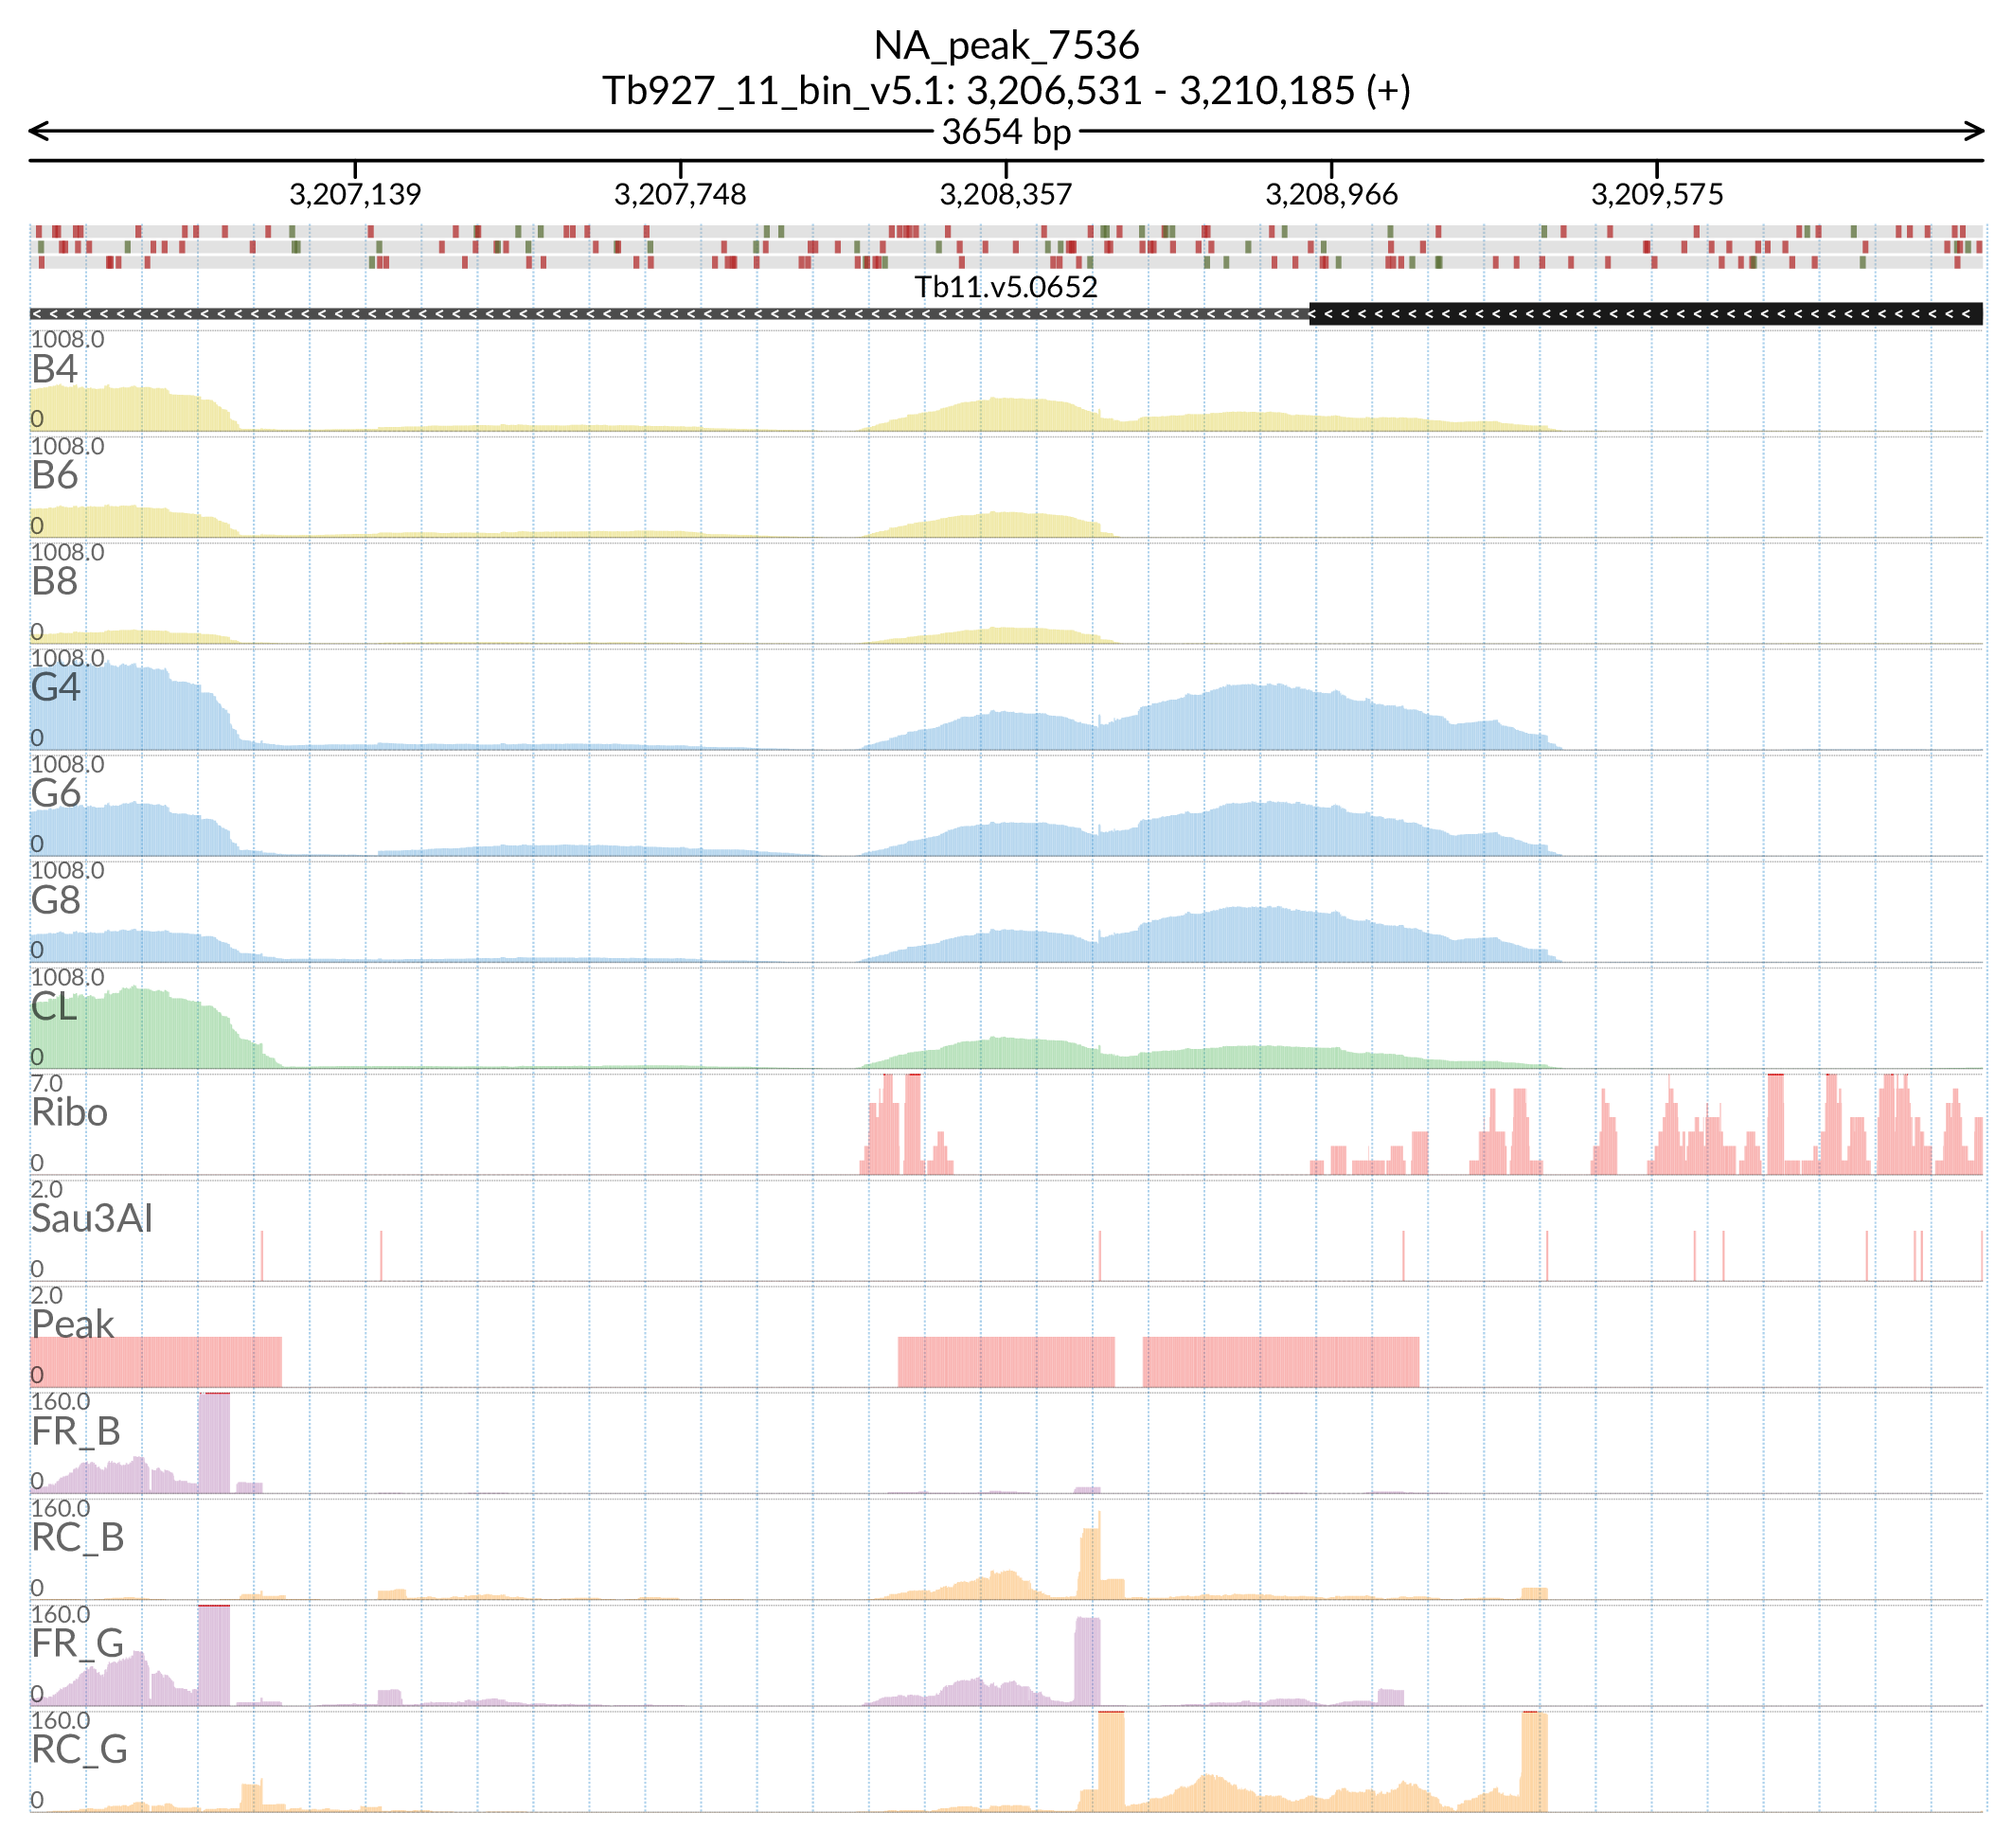 NA_peak_7536
Tb927_11_bin_v5.1: 3,206,531 - 3,210,185 (+)
3654 bp
3,207,139 3,207,748 3,208,357 3,208,966 3,209,575
Tb11.v5.0652
1008.0
B4
0
1008.0
B6
0
1008.0
B8
0
1008.0
G4
0
1008.0
G6
0
1008.0
G8
0
1008.0
CL
0
7.0
Ribo
0
2.0
Sau3AI
0
2.0
Peak
0
160.0
FR_B
0
160.0
RC_B
0
160.0
FR_G
0
160.0
RC_G
0